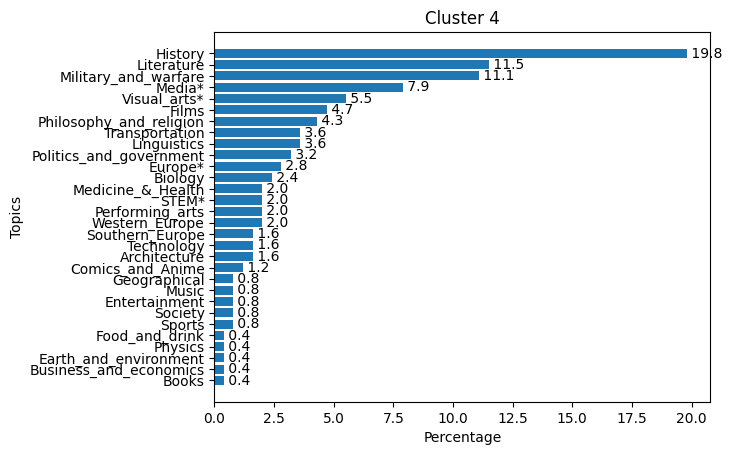 Cluster 4
History 19.8
Literature 11.5
Military_and_warfare 11.1
Media* 7.9
Visual_arts* 5.5
Films 4.7
Philosophy_and_religion 4.3
Transportation 3.6
Linguistics 3.6
Politics_and_government 3.2
Europe* 2.8
Biology 2.4
Medicine_&_Health 2.0
STEM* 2.0
Performing_arts 2.0
Western_Europe 2.0
Southern_Europe 1.6
Technology 1.6
Architecture 1.6
Comics_and_Anime 1.2
Geographical 0.8
Music 0.8
Entertainment 0.8
Society 0.8
Sports 0.8
Food_and_drink 0.4
Physics 0.4
Earth_and_environment 0.4
Business_and_economics 0.4
Books 0.4
Topics
0.0 2.5 5.0 7.5 10.0 12.5 15.0 17.5 20.0
Percentage